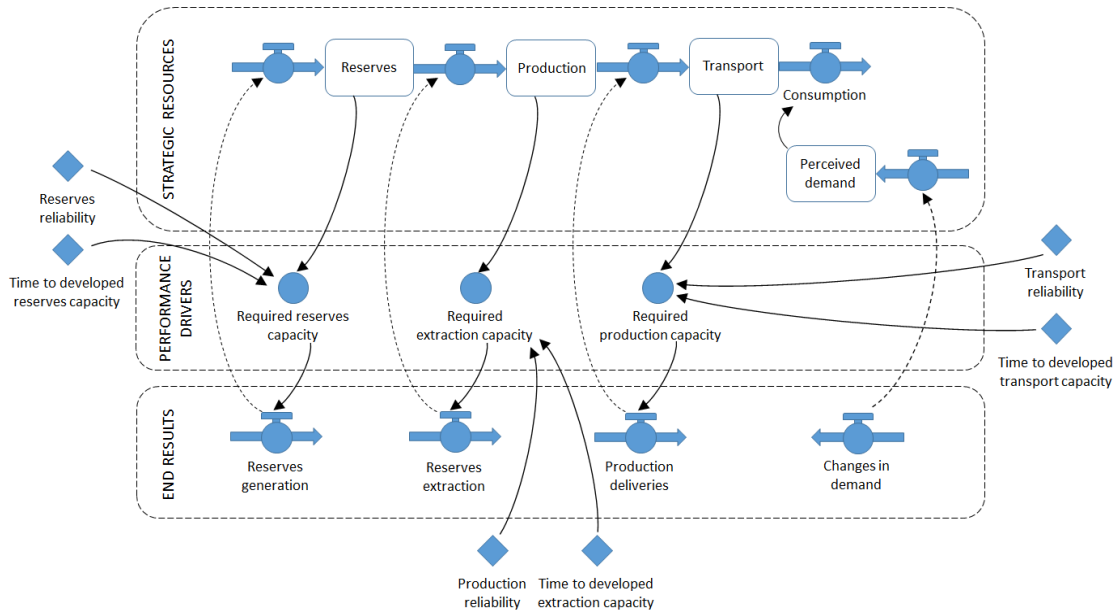 STRATEGIC RESOURCES
Reserves
Production
Transport
Consumption
Perceived
demand
Reserves
reliability
Time to developed
reserves capacity
PERFORMANCE
DRIVERS
Required reserves
capacity
Required
extraction capacity
Required
production capacity
Transport
reliability
Time to developed
transport capacity
END RESULTS
Reserves
generation
Reserves
extraction
Production
deliveries
Changes in
demand
Production
reliability
Time to developed
extraction capacity